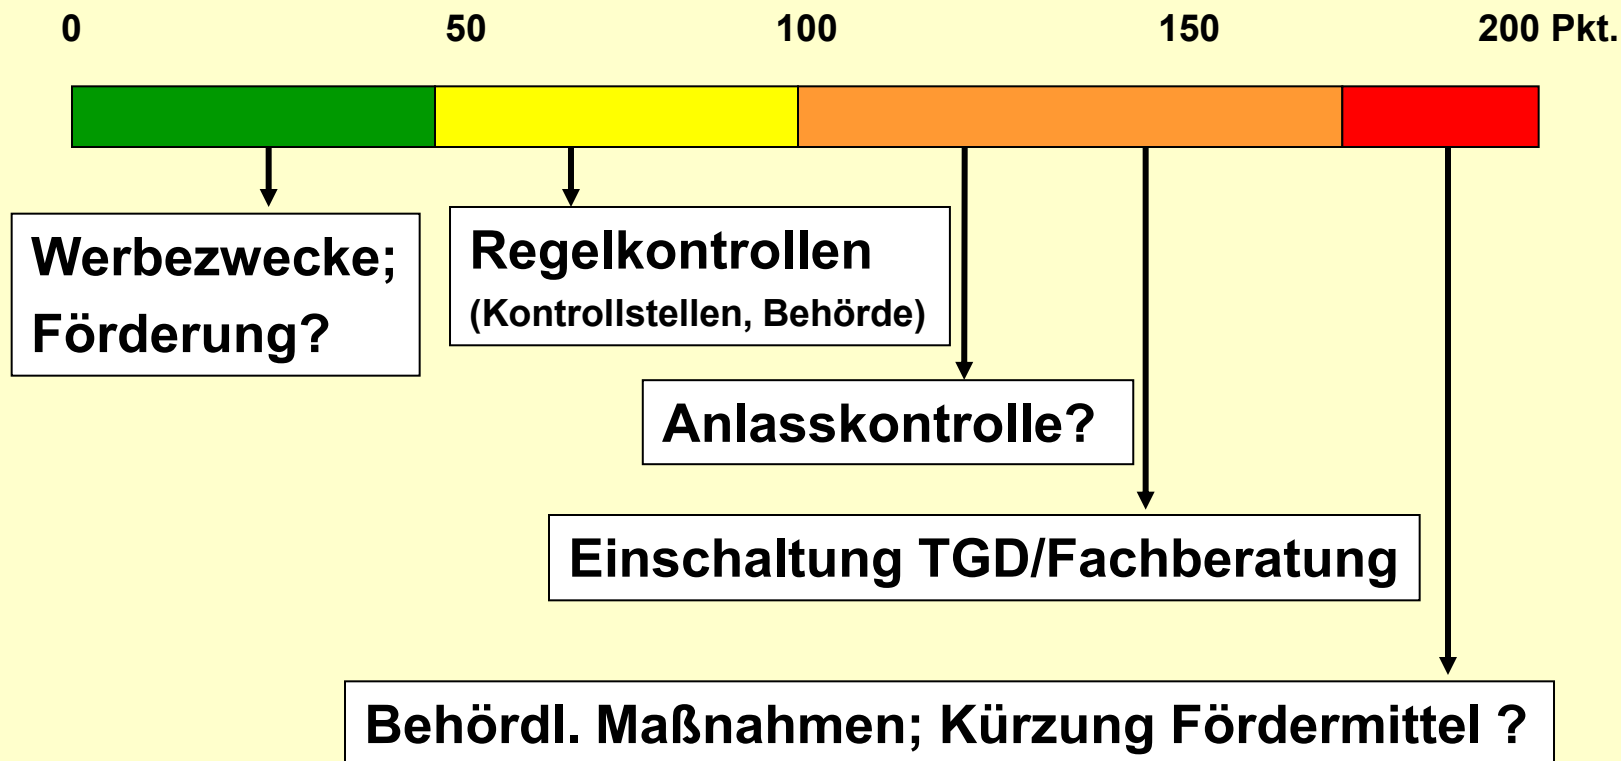 0 50 100 150 200 Pkt.
Werbezwecke;
Förderung?
Regelkontrollen
(Kontrollstellen, Behörde)
Anlasskontrolle?
Einschaltung TGD/Fachberatung
Behördl. Maßnahmen; Kürzung Fördermittel ?